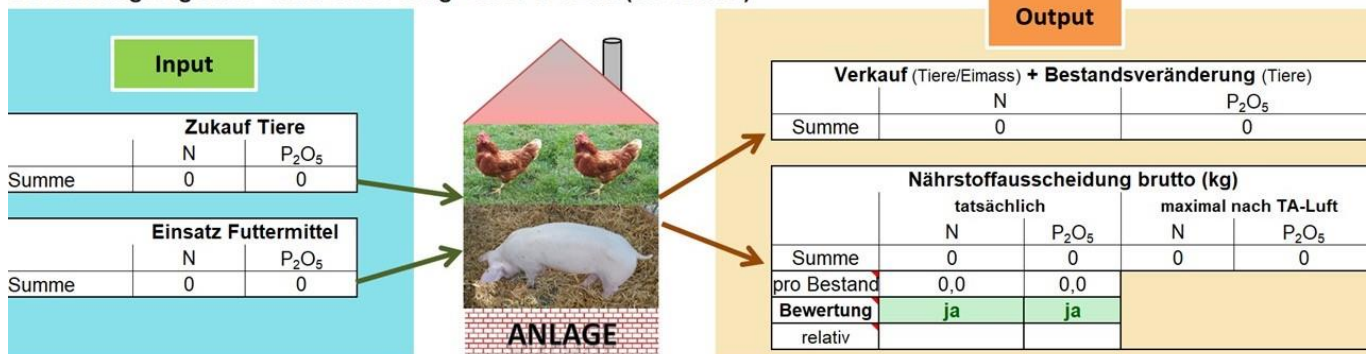 Output
Input
Verkauf (Tiere/Eimass) + Bestandsveränderung (Tiere)
N P₂O₅
Summe 0 0
Zukauf Tiere
N P₂O₅
Summe 0 0
Nährstoffausscheidung brutto (kg)
tatsächlich maximal nach TA-Luft
N P₂O₅ N P₂O₅
Summe 0 0 0 0
pro Bestand 0,0 0,0
Bewertung ja ja
relativ
Einsatz Futtermittel
N P₂O₅
Summe 0 0
ANLAGE